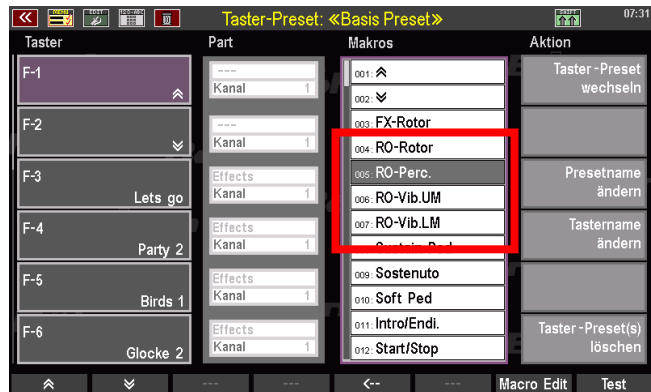 Taster-Preset: «Basis Preset»
07:31
Taster
Part
Makros
Aktion
F-1
---
Kanal 1
F-2
---
Kanal 1
F-3
Lets go
Effects
Kanal 1
F-4
Party 2
Effects
Kanal 1
F-5
Birds 1
Effects
Kanal 1
F-6
Glocke 2
Effects
Kanal 1
001:
002:
003: FX-Rotor
004: RO-Rotor
005: RO-Perc.
006: RO-Vib.UM
007: RO-Vib.LM
009: Sostenuto
010: Soft Ped
011: Intro/Endi.
012: Start/Stop
Taster-Preset
wechseln
Presetname
ändern
Tastername
ändern
Taster-Preset(s)
löschen
---
---
<--
---
Macro Edit
Test